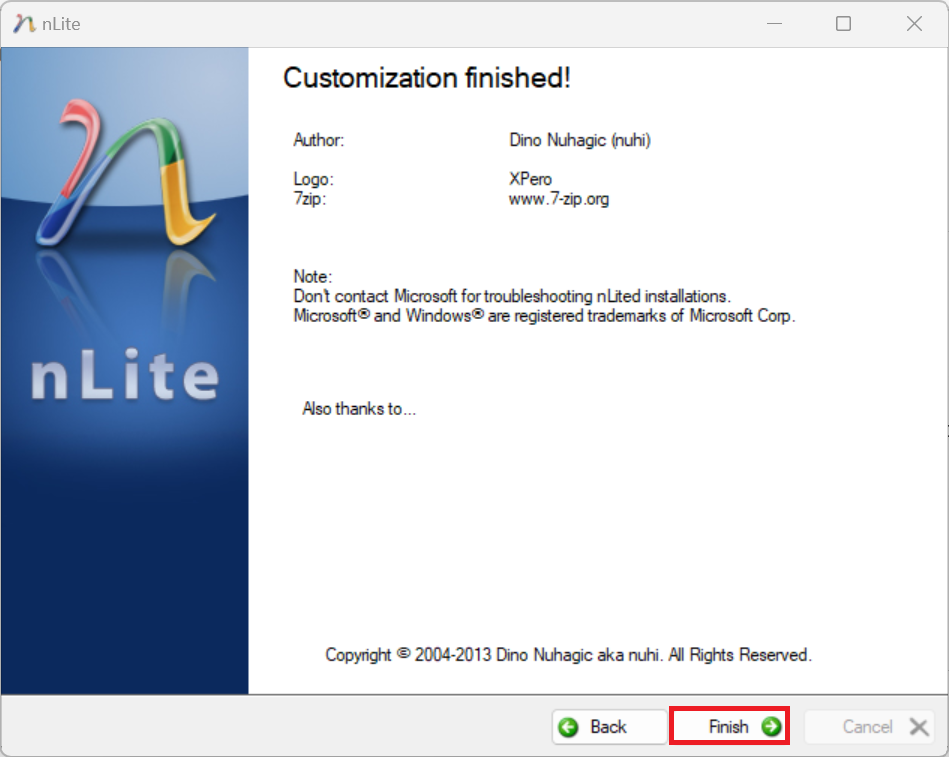 nLite
Customization finished!
Author: Dino Nuhagic (nuhi)
Logo: XPero
7zip: www.7-zip.org
Note:
Don't contact Microsoft for troubleshooting nLited installations.
Microsoft® and Windows® are registered trademarks of Microsoft Corp.
nLite
Also thanks to...
Copyright © 2004-2013 Dino Nuhagic aka nuhi. All Rights Reserved.
Back Finish Cancel